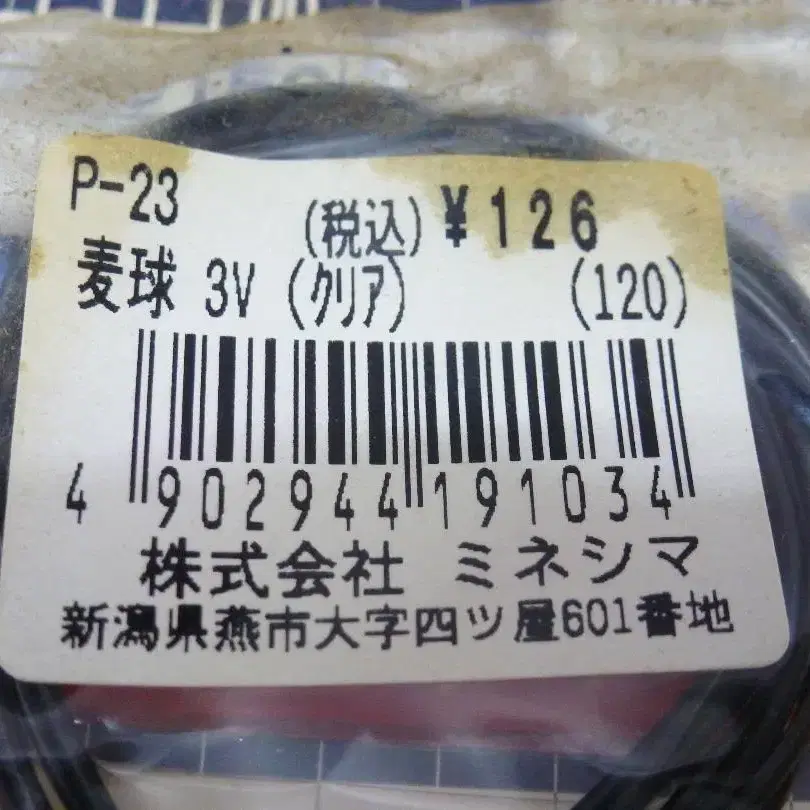 P-23
(税込) ¥126
麦球 3V (クリア) (120)
4 902944 191034
株式会社 ミネシマ
新潟県燕市大字四ツ屋601番地